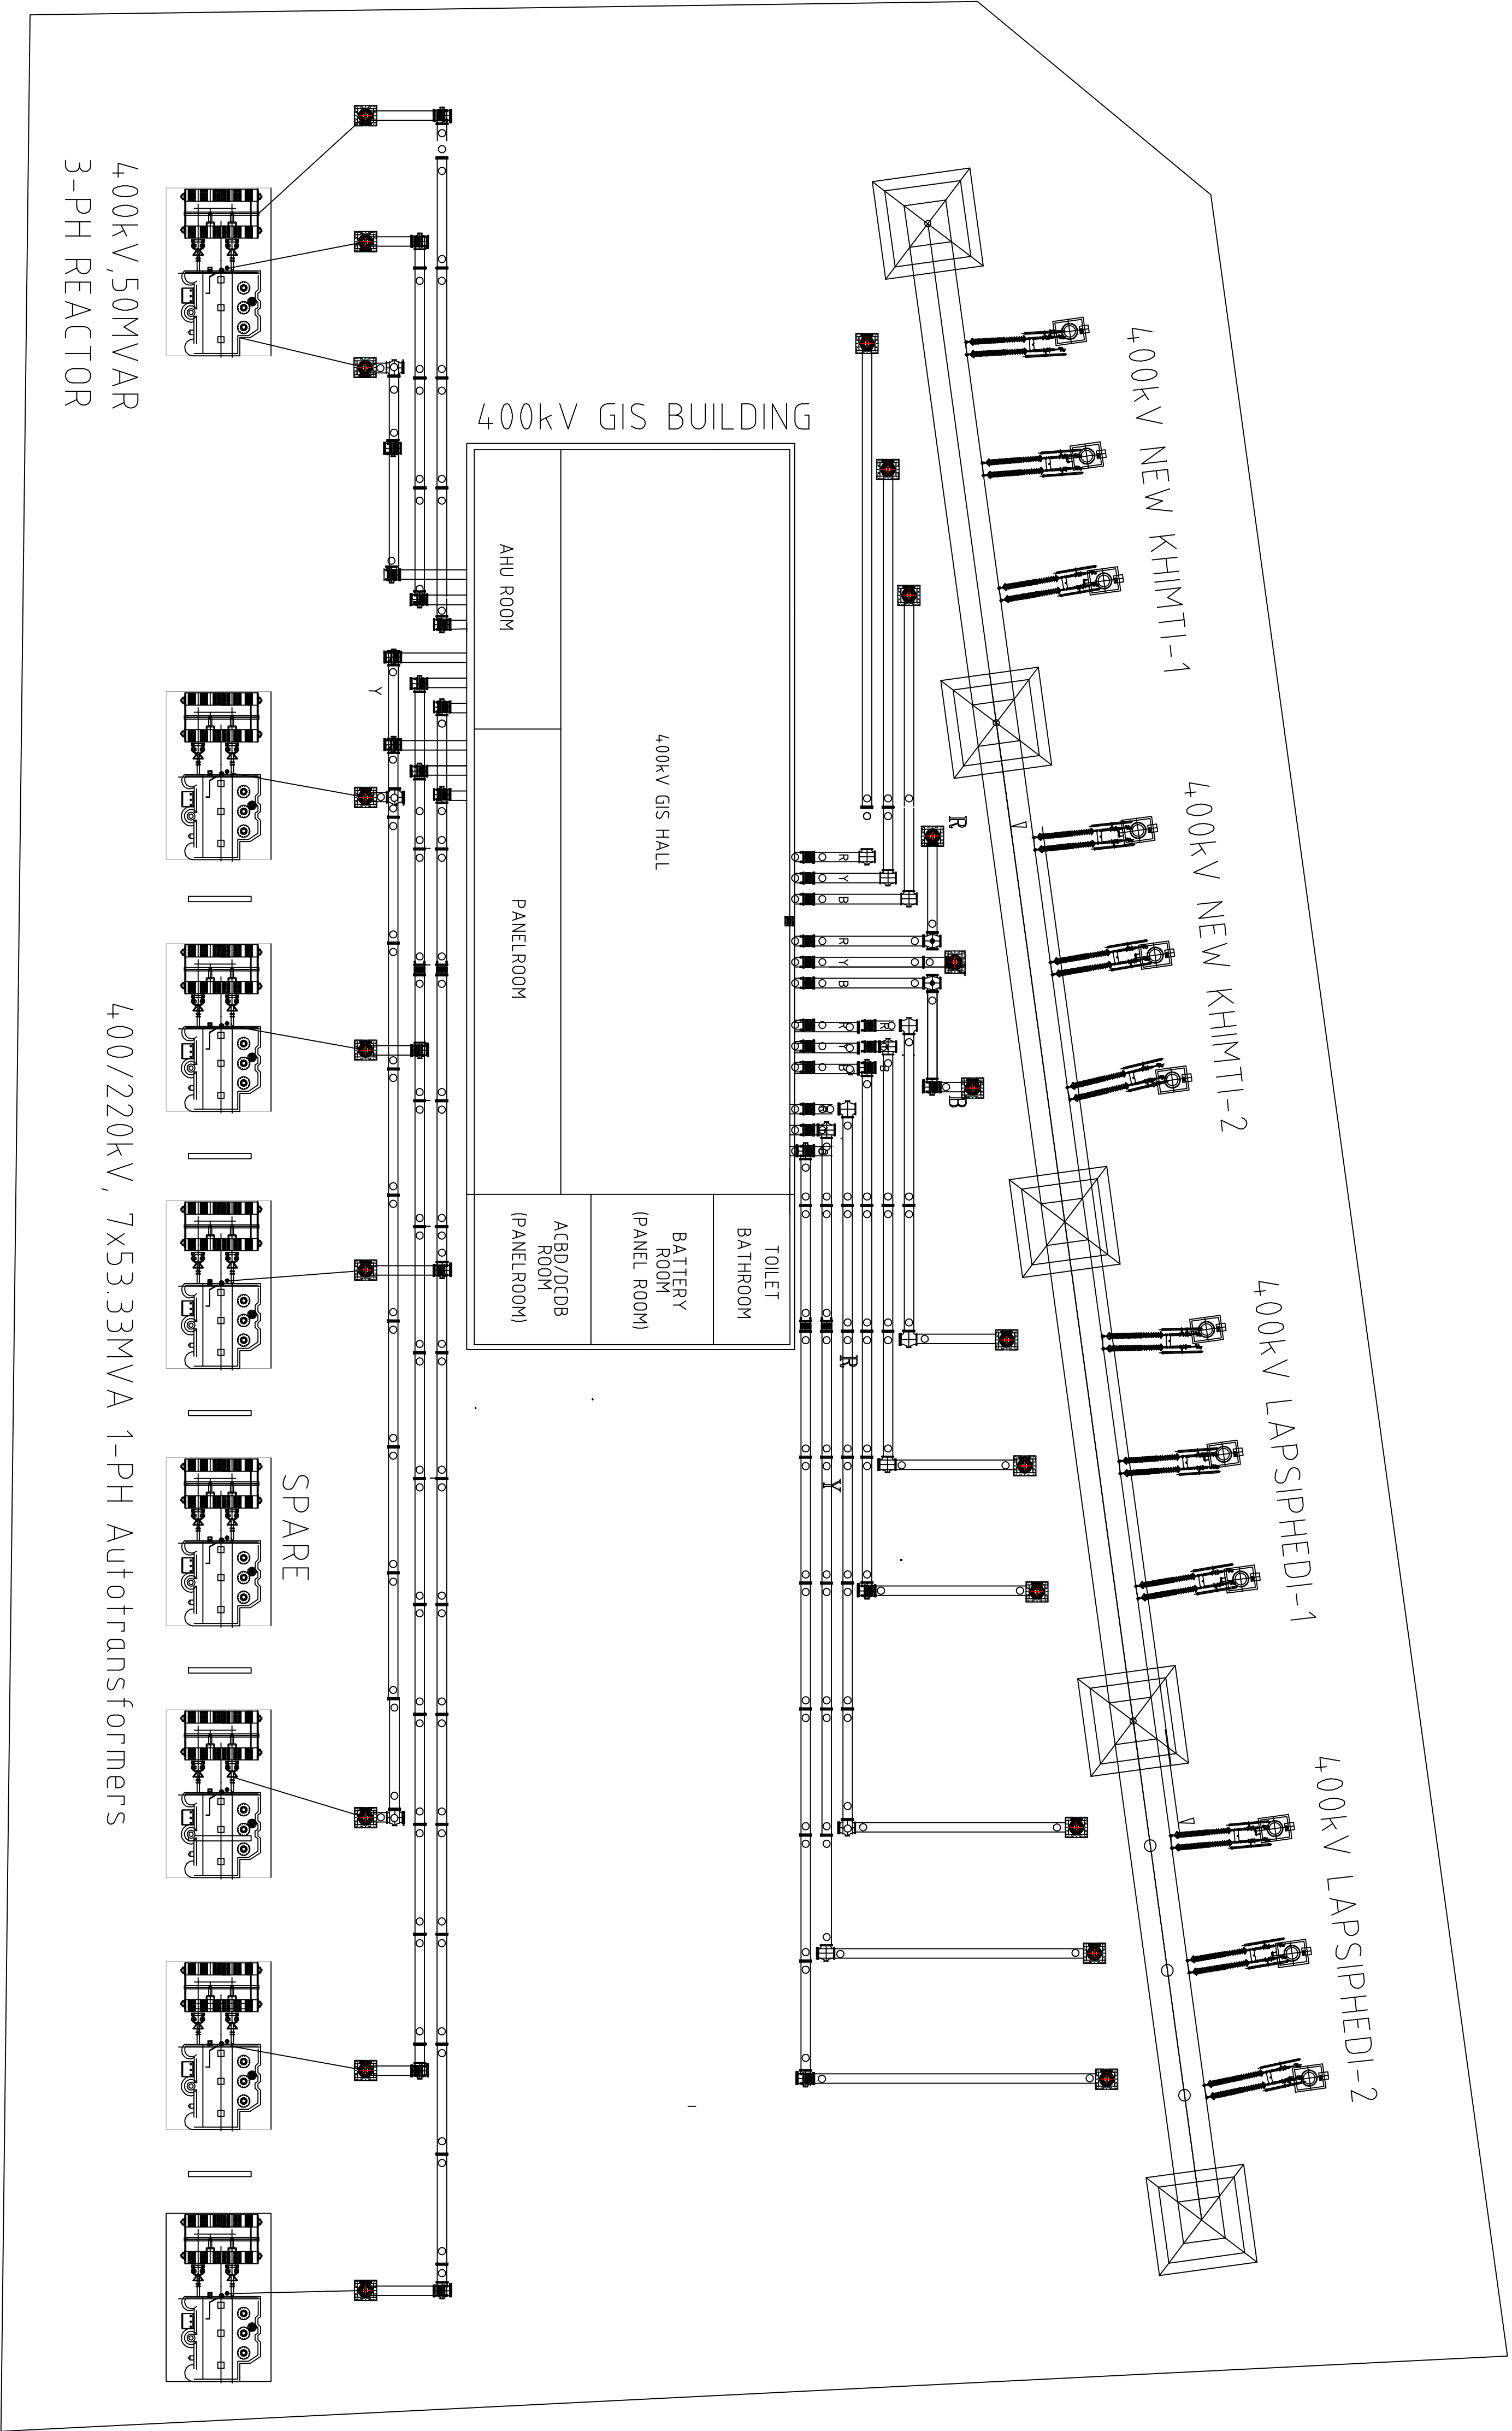 400kV GIS BUILDING
400kV,50MVAR
3-PH REACTOR
400kV NEW KHIMTI-1
400kV NEW KHIMTI-2
400kV LAPSIPHEDI-1
400kV LAPSIPHEDI-2
AHU ROOM
400kV GIS HALL
PANELROOM
TOILET
BATHROOM
BATTERY
ROOM
(PANEL ROOM)
ACBD/DCDB
ROOM
(PANELROOM)
SPARE
400/220kV, 7x53.33MVA 1-PH Autotransformers
Y
R
Y
B
R
Y
B
R
B
R
Y